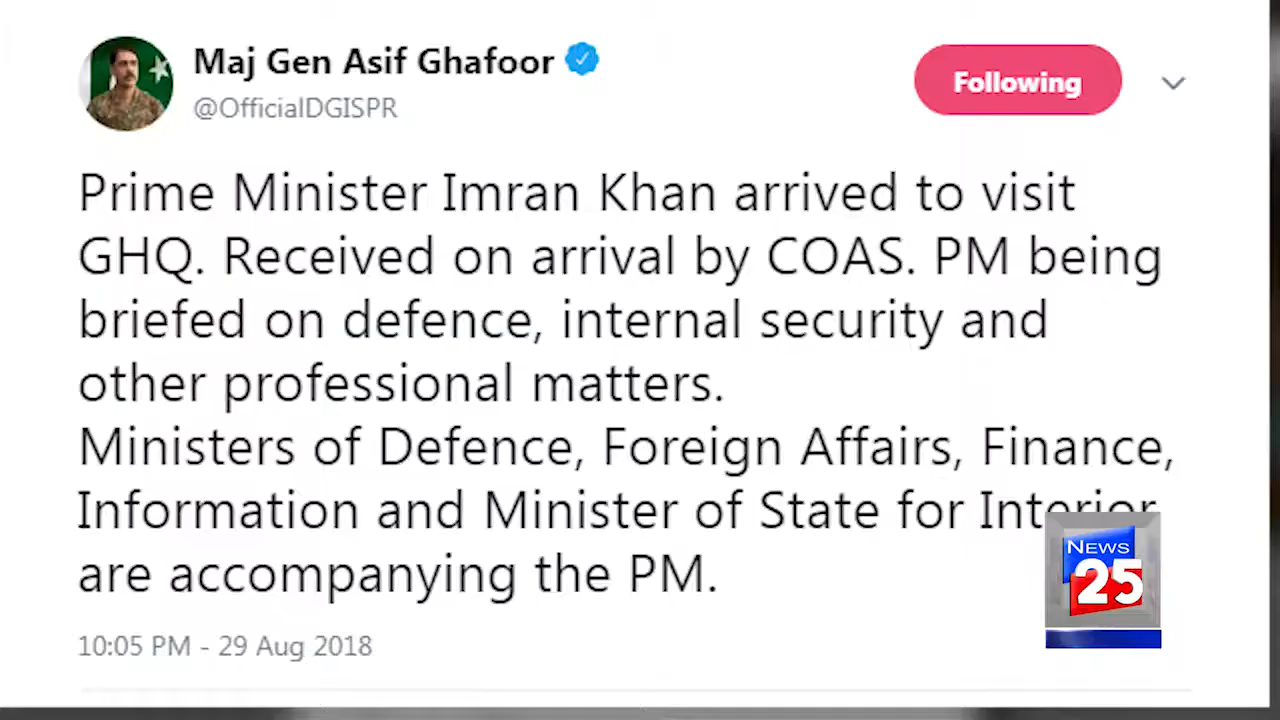 Maj Gen Asif Ghafoor
@OfficialDGISPR
Following
Prime Minister Imran Khan arrived to visit
GHQ. Received on arrival by COAS. PM being
briefed on defence, internal security and
other professional matters.
Ministers of Defence, Foreign Affairs, Finance,
Information and Minister of State for Interior
are accompanying the PM.
NEWS
25
10:05 PM - 29 Aug 2018